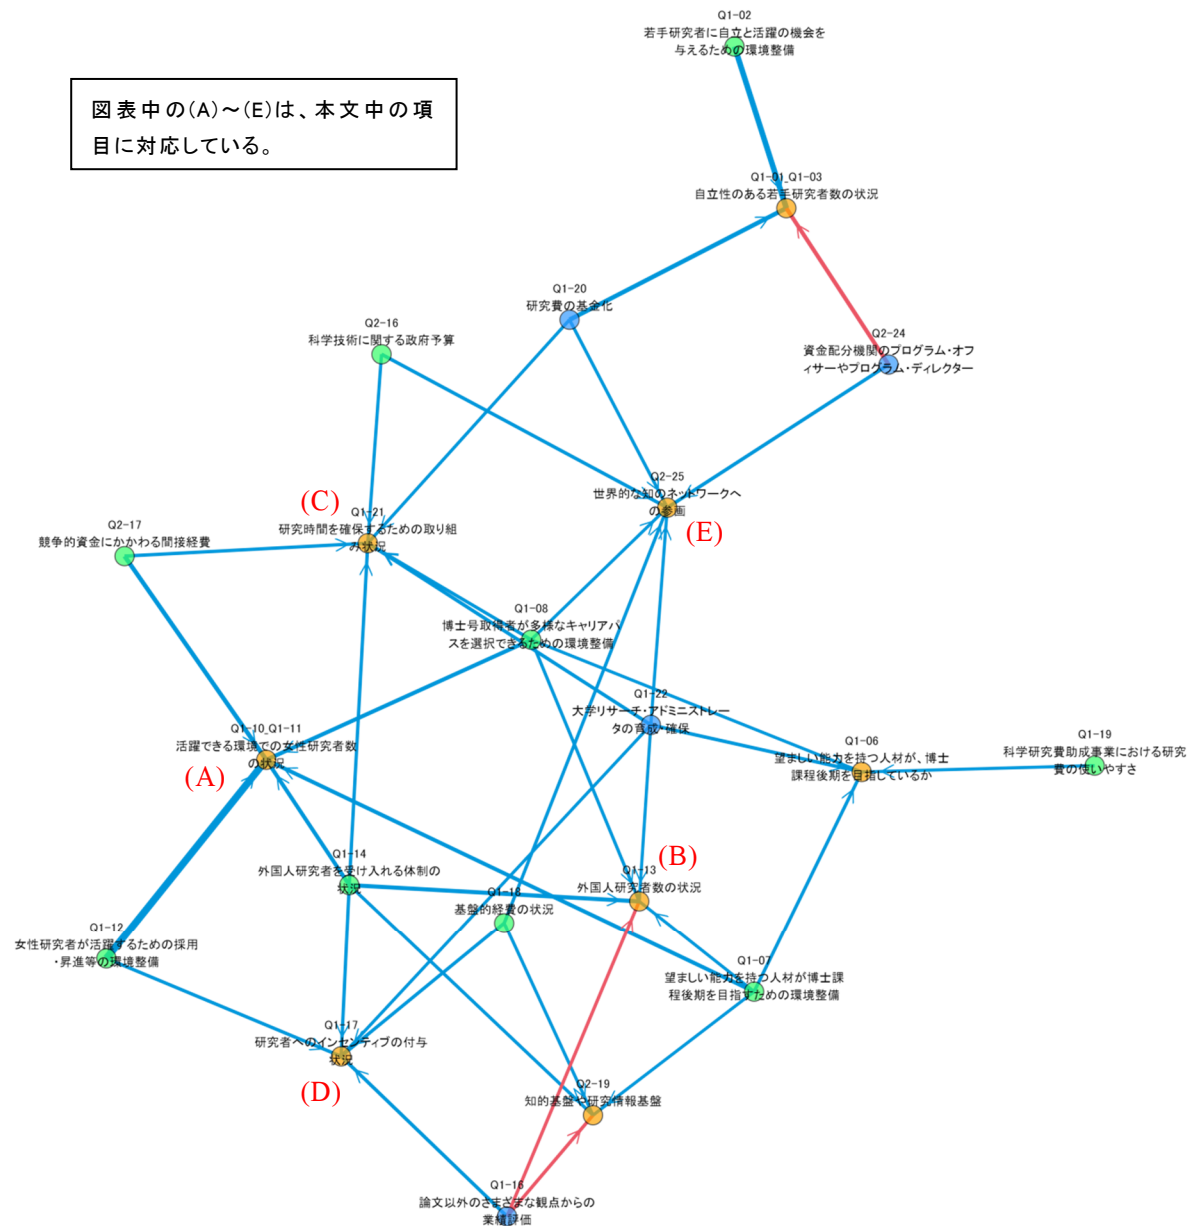 Q1-02
若手研究者に自立と活躍の機会を
与えるための環境整備
図表中の(A)～(E)は、本文中の項
目に対応している。
Q1-01_Q1-03
自立性のある若手研究者数の状況
Q1-20
研究費の基金化
Q2-16
科学技術に関する政府予算
Q2-24
資金配分機関のプログラム・オフ
ィサーやプログラム・ディレクター
Q2-25
世界的な知のネットワークへ
の参画
(E)
(C)
Q1-21
研究時間を確保するための取り組
み状況
Q2-17
競争的資金にかかわる間接経費
Q1-08
博士号取得者が多様なキャリアパ
スを選択できるための環境整備
Q1-22
大学リサーチ・アドミニストレー
タの育成・確保
Q1-10_Q1-11
活躍できる環境での女性研究者数
の状況
(A)
Q1-06
望ましい能力を持つ人材が、博士
課程後期を目指しているか
Q1-19
科学研究費助成事業における研究
費の使いやすさ
(B)
Q1-13
外国人研究者数の状況
Q1-14
外国人研究者を受け入れる体制の
状況
Q1-18
基盤的経費の状況
Q1-12
女性研究者が活躍するための採用
・昇進等の環境整備
Q1-07
望ましい能力を持つ人材が博士課
程後期を目指すための環境整備
Q1-17
研究者へのインセンティブの付与
状況
(D)
Q2-19
知的基盤や研究情報基盤
Q1-16
論文以外のさまざまな観点からの
業績評価